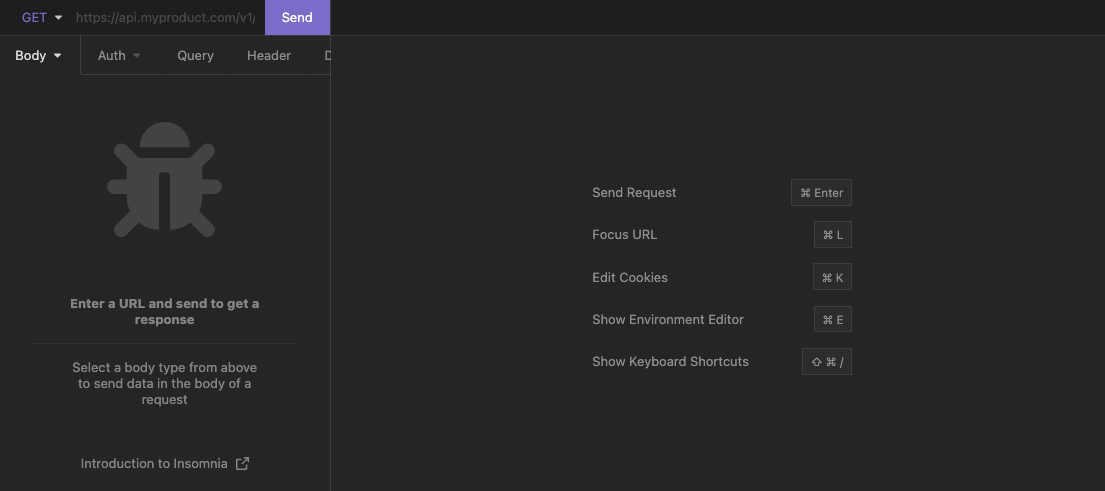 GET https://api.myproduct.com/v1/ Send
Body Auth Query Header
Enter a URL and send to get a
response
Select a body type from above
to send data in the body of a
request
Introduction to Insomnia
Send Request ⌘ Enter
Focus URL ⌘ L
Edit Cookies ⌘ K
Show Environment Editor ⌘ E
Show Keyboard Shortcuts ⇧ ⌘ /